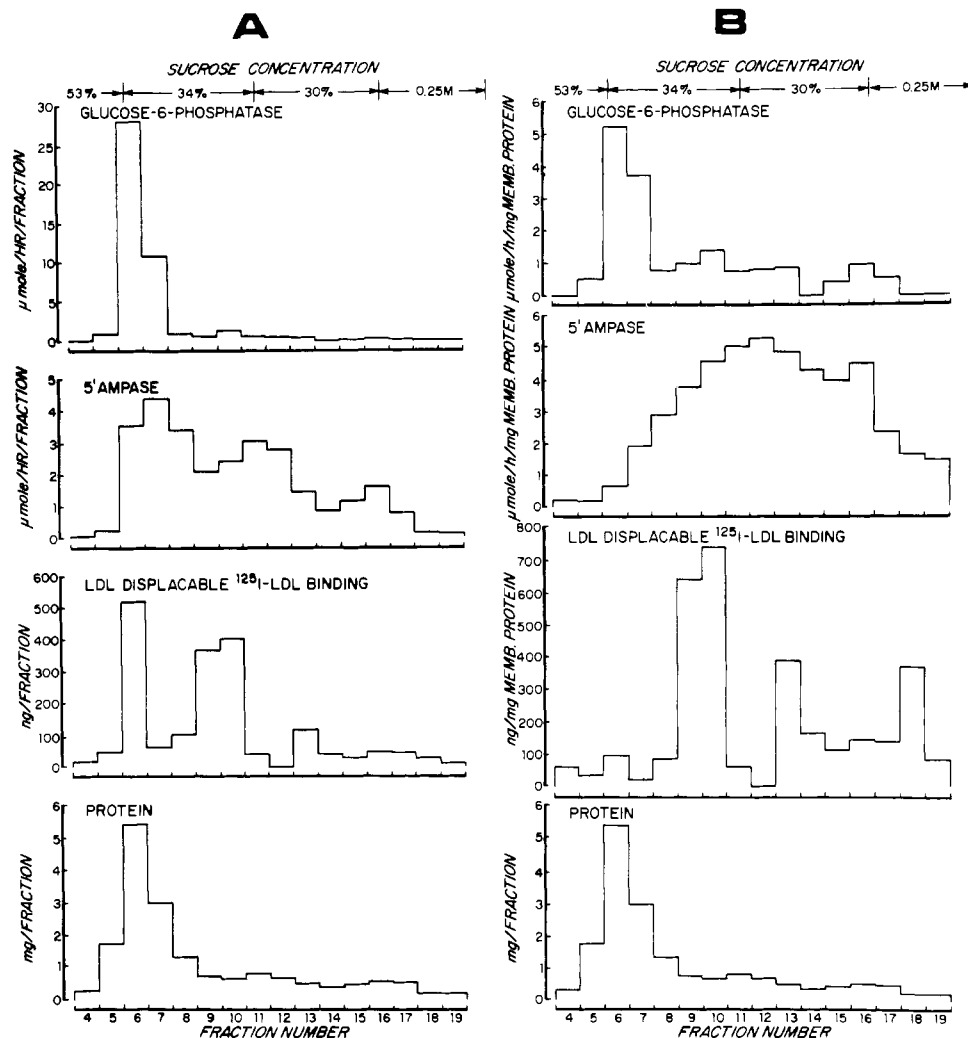 A
SUCROSE CONCENTRATION
53% 34% 30% 0.25M
GLUCOSE-6-PHOSPHATASE
μmole/HR/FRACTION
30
25
20
15
10
5
0
5'AMPASE
μmole/HR/FRACTION
5
4
3
2
1
0
LDL DISPLACABLE ¹²⁵I-LDL BINDING
ng/FRACTION
600
500
400
300
200
100
0
PROTEIN
mg/FRACTION
6
5
4
3
2
1
0
4 5 6 7 8 9 10 11 12 13 14 15 16 17 18 19
FRACTION NUMBER
B
SUCROSE CONCENTRATION
53% 34% 30% 0.25M
GLUCOSE-6-PHOSPHATASE
μmole/h/mg MEMB. PROTEIN
6
5
4
3
2
1
0
5'AMPASE
μmole/h/mg MEMB. PROTEIN
6
5
4
3
2
1
0
LDL DISPLACABLE ¹²⁵I-LDL BINDING
ng/mg MEMB. PROTEIN
800
700
600
500
400
300
200
100
0
PROTEIN
mg/FRACTION
6
5
4
3
2
1
0
4 5 6 7 8 9 10 11 12 13 14 15 16 17 18 19
FRACTION NUMBER